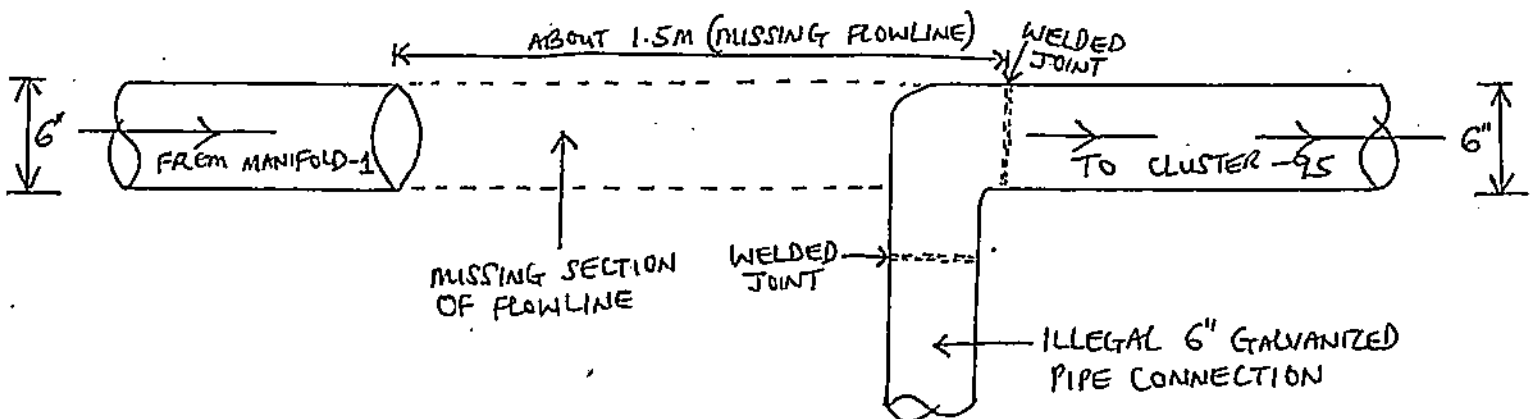 ABOUT 1.5M (MISSING FLOWLINE)
WELDED
JOINT
6"
FROM MANIFOLD-1
TO CLUSTER-95
6"
MISSING SECTION
OF FLOWLINE
WELDED
JOINT
ILLEGAL 6" GALVANIZED
PIPE CONNECTION